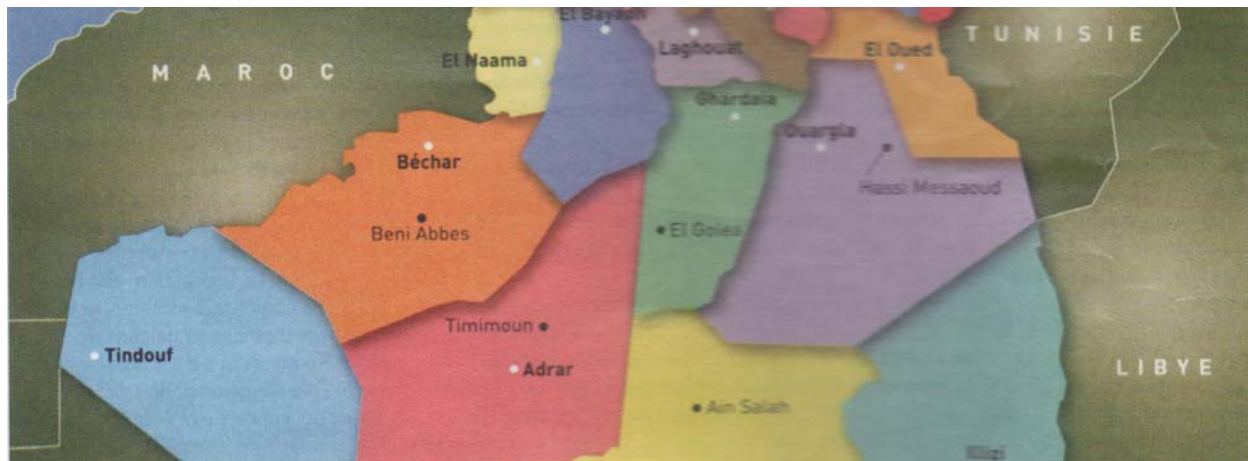 El Bayadh
TUNISIE
Laghouat
El Oued
El Naama
MAROC
Ghardaia
Ouargla
Béchar
Hassi Messaoud
Beni Abbes
El Golea
Timimoun
Tindouf
Adrar
LIBYE
Ain Salah
Illizi